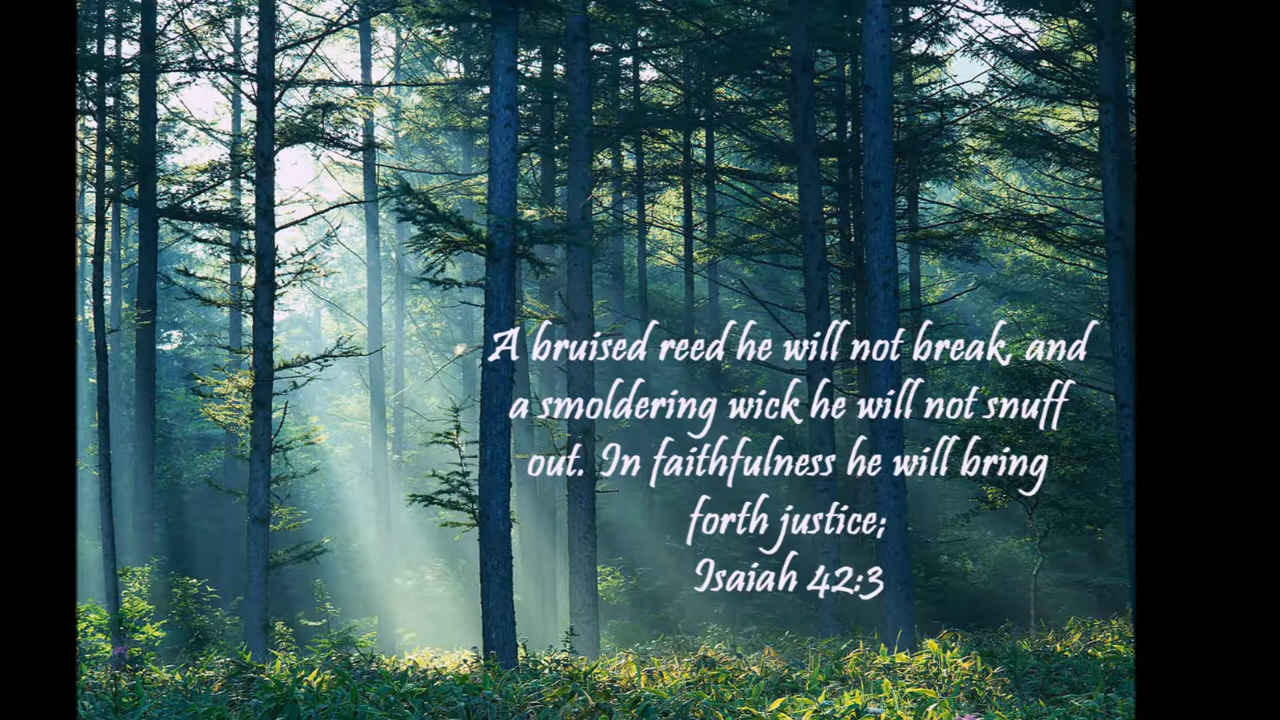 A bruised reed he will not break, and
a smoldering wick he will not snuff
out. In faithfulness he will bring
forth justice;
Isaiah 42:3